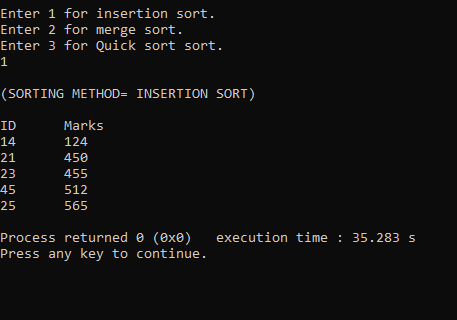 Enter 1 for insertion sort.
Enter 2 for merge sort.
Enter 3 for Quick sort sort.
1
(SORTING METHOD= INSERTION SORT)
ID Marks
14 124
21 450
23 455
45 512
25 565
Process returned 0 (0x0) execution time : 35.283 s
Press any key to continue.